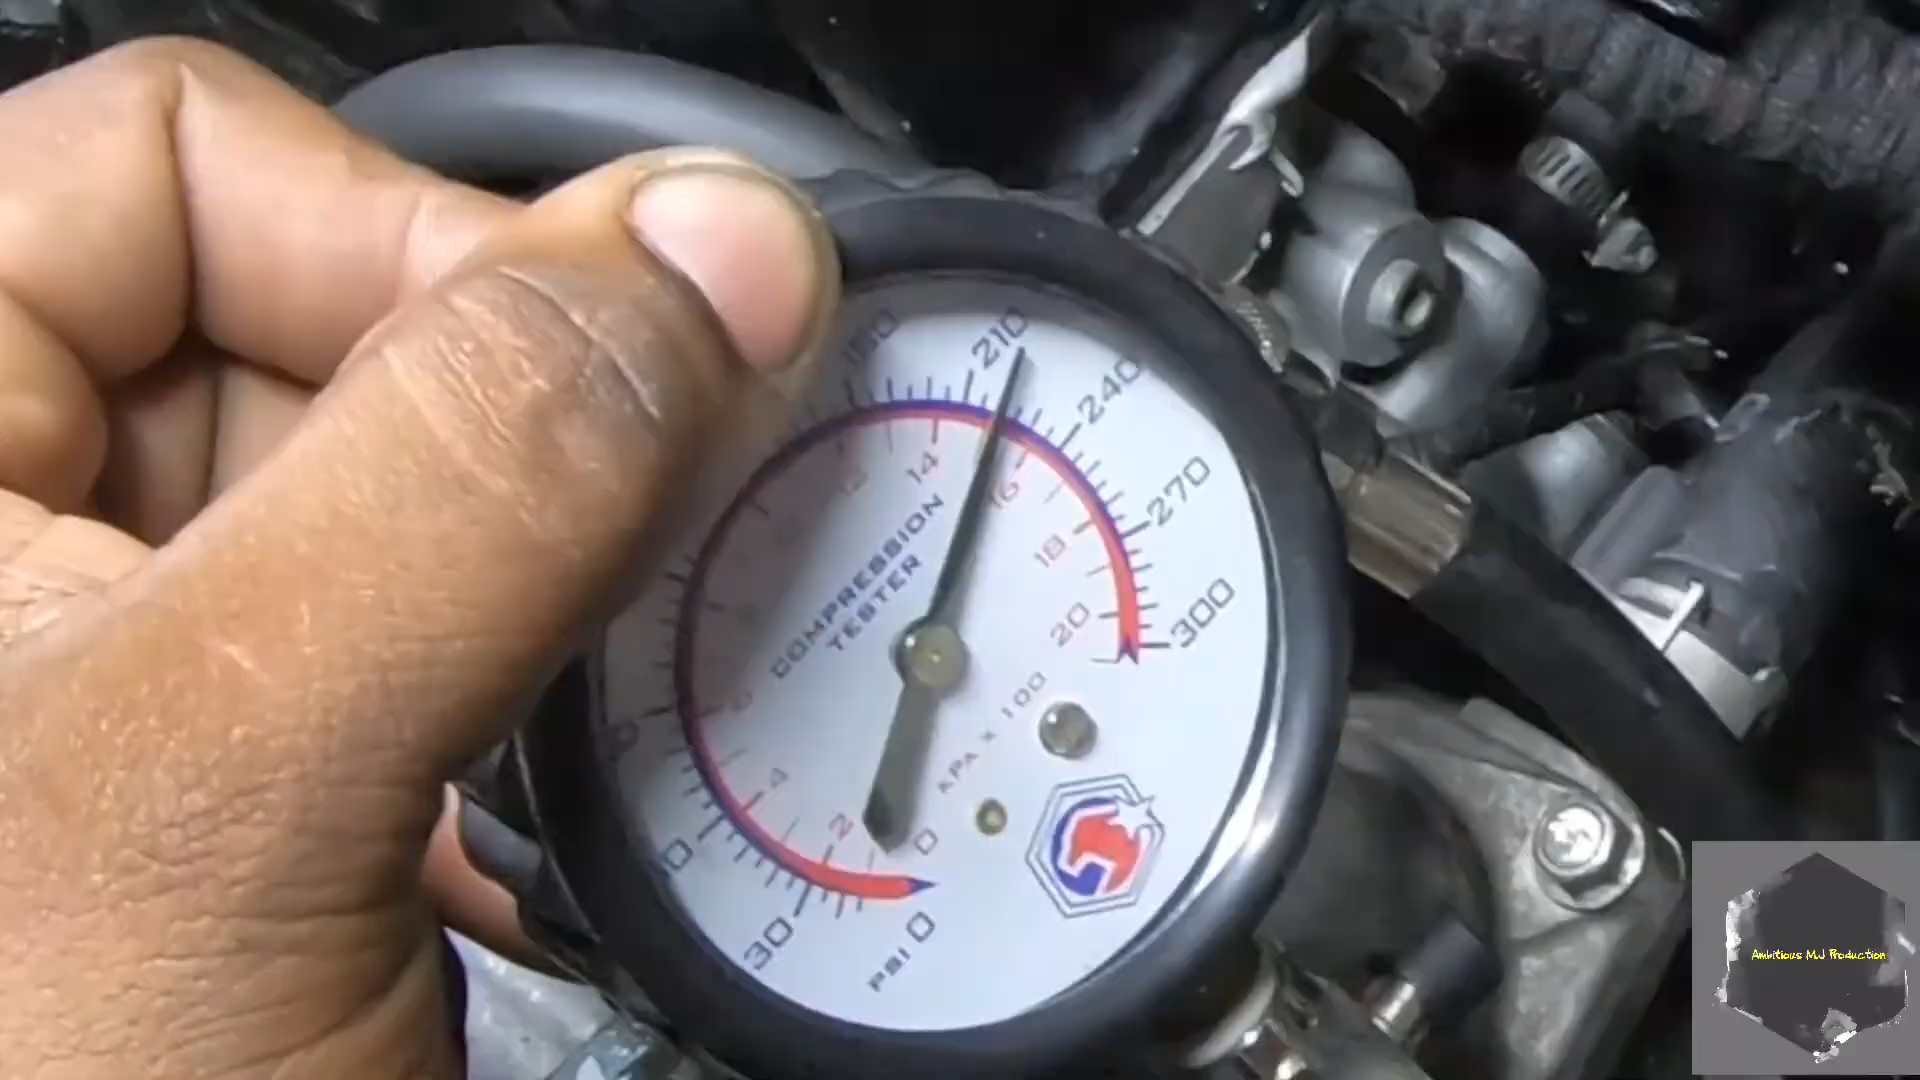 210
240
270
300
14
16
18
20
COMPRESSION
TESTER
KPA x 100
4
2
0
30
PSI 0
Ambitious MJ Production